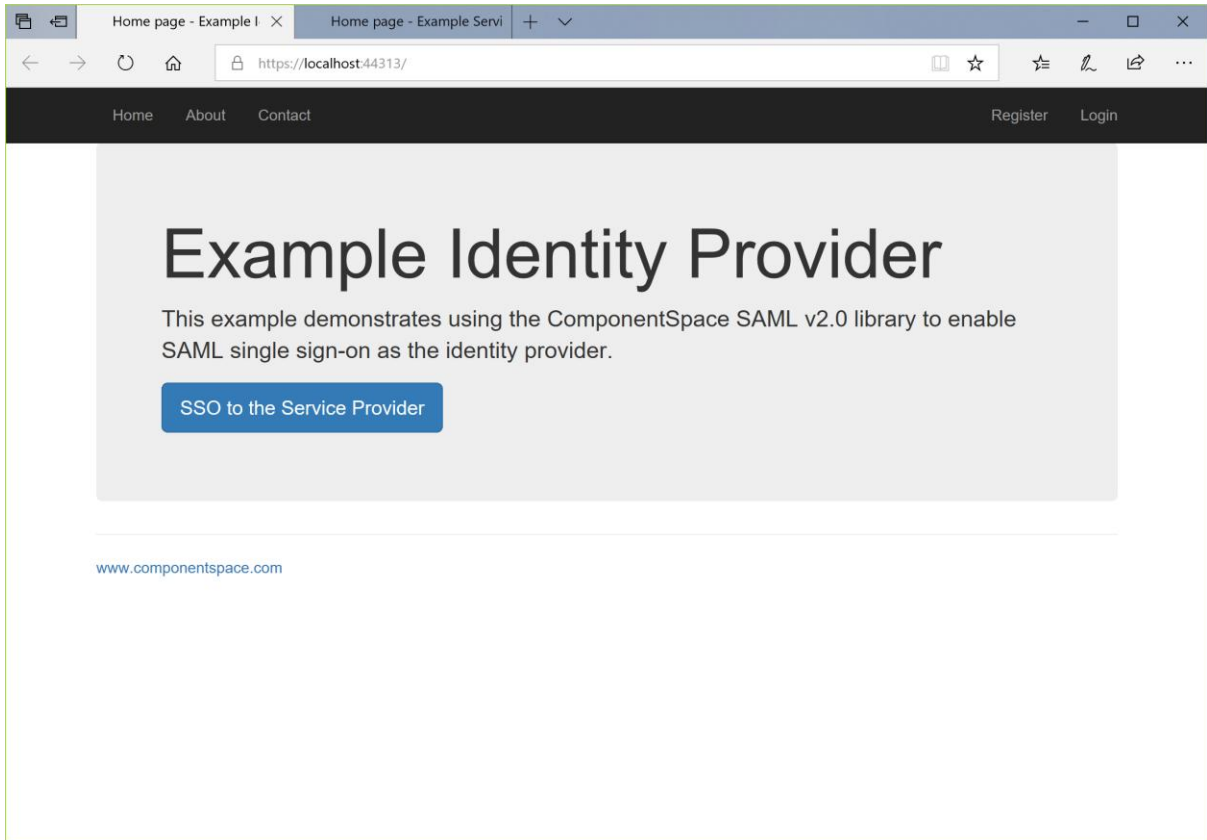 Home page - Example I
Home page - Example Servi
https://localhost:44313/
Home About Contact Register Login
Example Identity Provider
This example demonstrates using the ComponentSpace SAML v2.0 library to enable
SAML single sign-on as the identity provider.
SSO to the Service Provider
www.componentspace.com